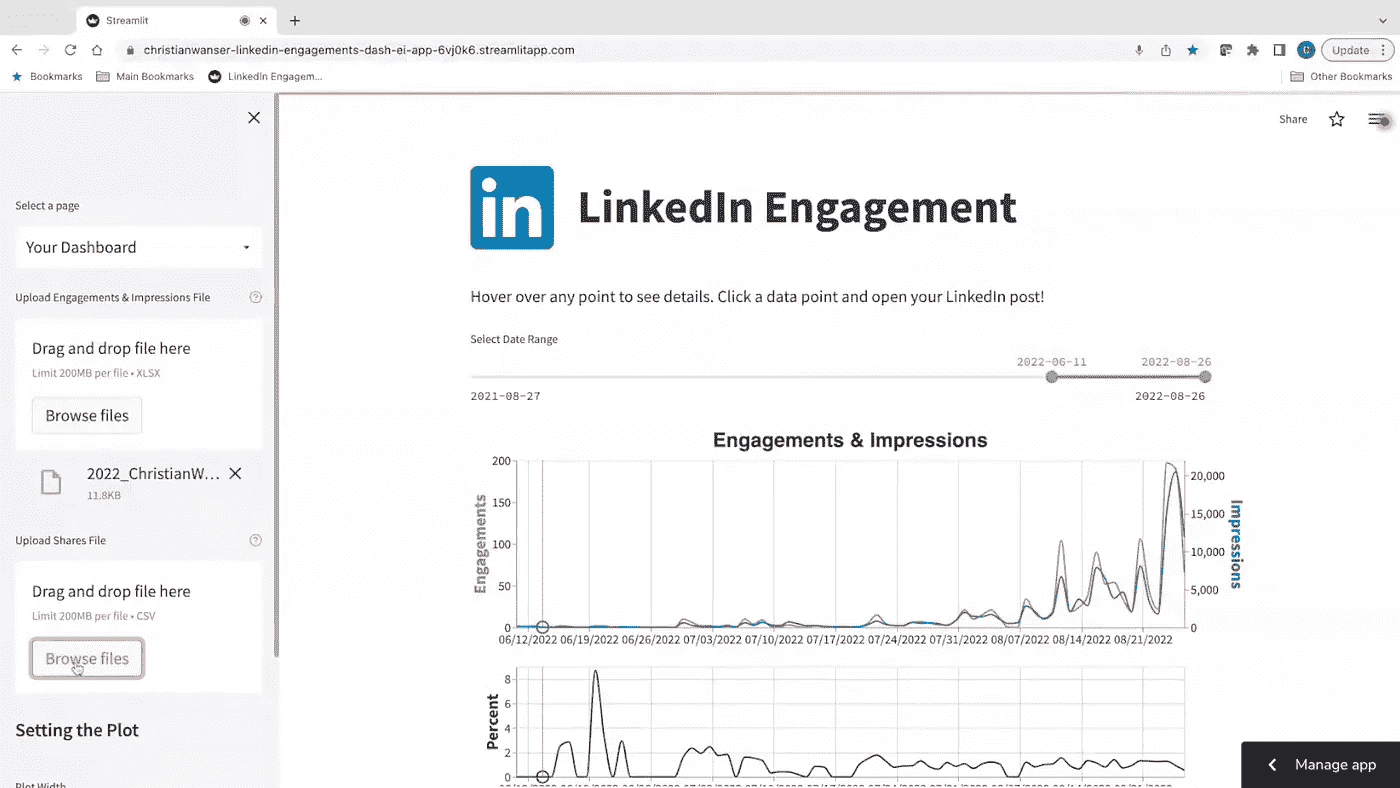 Streamlit
christianwanser-linkedin-engagements-dash-ei-app-6vj0k6.streamlitapp.com
Update
Bookmarks
Main Bookmarks
LinkedIn Engagem...
Other Bookmarks
Share
Select a page
Your Dashboard
Upload Engagements & Impressions File
Drag and drop file here
Limit 200MB per file • XLSX
Browse files
2022_ChristianW...
11.8KB
Upload Shares File
Drag and drop file here
Limit 200MB per file • CSV
Browse files
Setting the Plot
Plot Width
in
LinkedIn Engagement
Hover over any point to see details. Click a data point and open your LinkedIn post!
Select Date Range
2022-06-11 2022-08-26
2021-08-27 2022-08-26
Engagements & Impressions
Engagements
200
150
100
50
0
Impressions
20,000
15,000
10,000
5,000
0
06/12/2022 06/19/2022 06/26/2022 07/03/2022 07/10/2022 07/17/2022 07/24/2022 07/31/2022 08/07/2022 08/14/2022 08/21/2022
Percent
8
6
4
2
0
Manage app